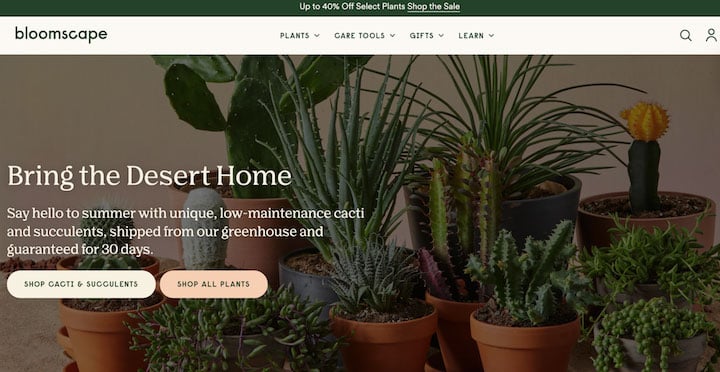 Up to 40% Off Select Plants Shop the Sale
bloomscape
PLANTS CARE TOOLS GIFTS LEARN
Bring the Desert Home
Say hello to summer with unique, low-maintenance cacti
and succulents, shipped from our greenhouse and
guaranteed for 30 days.
SHOP CACTI & SUCCULENTS SHOP ALL PLANTS